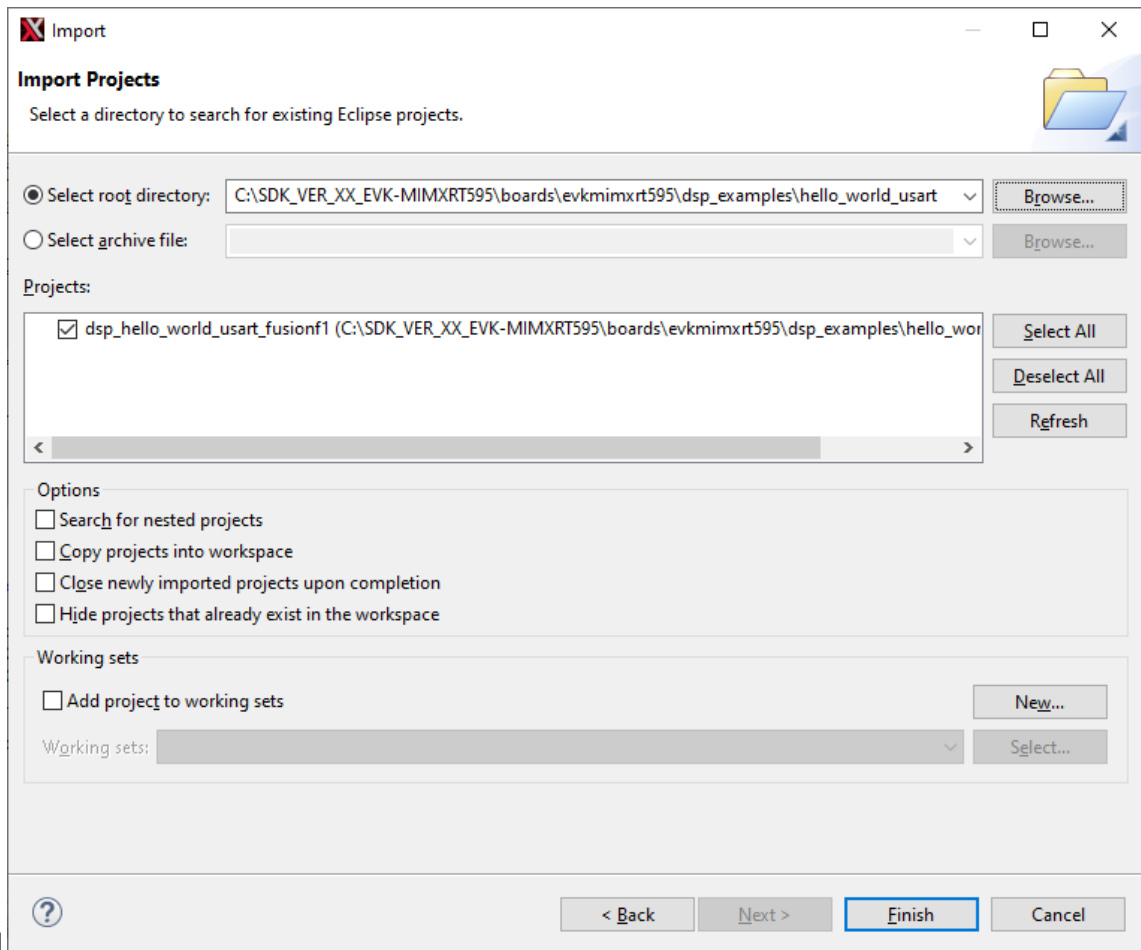 Import
Import Projects
Select a directory to search for existing Eclipse projects.
Select root directory: C:\SDK_VER_XX_EVK-MIMXRT595\boards\evkmimxrt595\dsp_examples\hello_world_usart Browse...
Select archive file: Browse...
Projects:
dsp_hello_world_usart_fusionf1 (C:\SDK_VER_XX_EVK-MIMXRT595\boards\evkmimxrt595\dsp_examples\hello_wor
Select All
Deselect All
Refresh
Options
Search for nested projects
Copy projects into workspace
Close newly imported projects upon completion
Hide projects that already exist in the workspace
Working sets
Add project to working sets New...
Working sets: Select...
? < Back Next > Finish Cancel